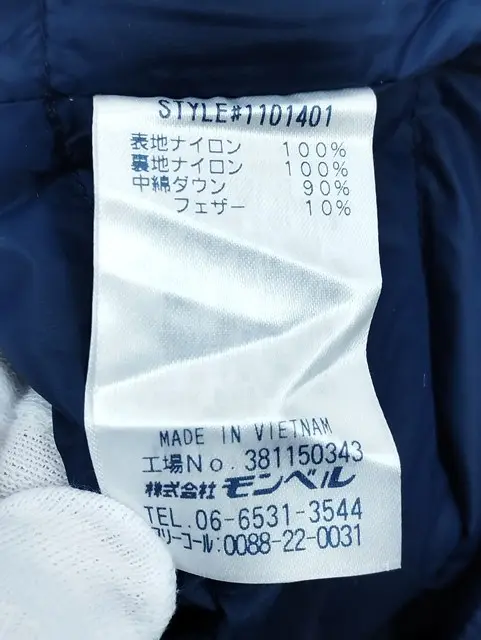 STYLE#1101401
表地ナイロン 100%
裏地ナイロン 100%
中綿ダウン 90%
フェザー 10%
MADE IN VIETNAM
工場No. 381150343
株式会社 モンベル
TEL. 06-6531-3544
フリーコール:0088-22-0031